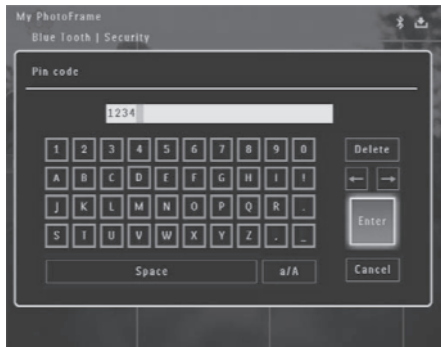 My PhotoFrame
Blue Tooth | Security
Pin code
1234
1 2 3 4 5 6 7 8 9 0 Delete
A B C D E F G H I ! ← →
J K L M N O P Q R . Enter
S T U V W X Y Z . _
Space a/A Cancel